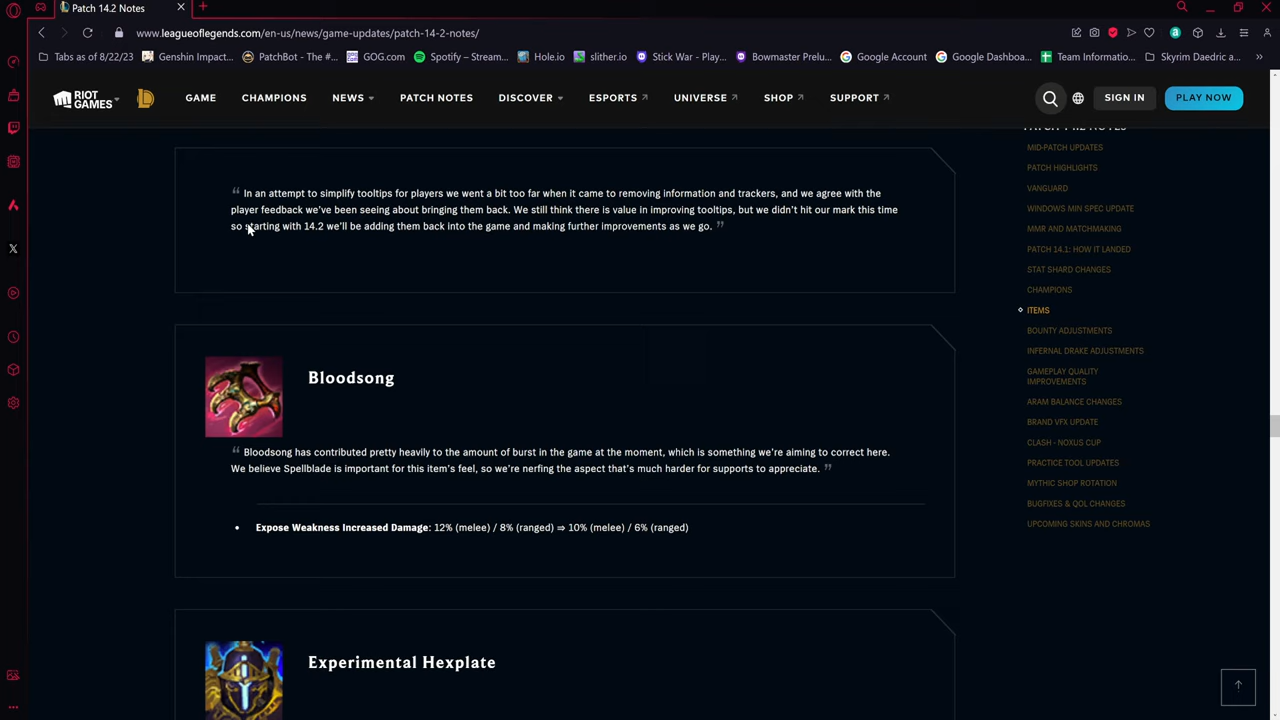 Patch 14.2 Notes
www.leagueoflegends.com/en-us/news/game-updates/patch-14-2-notes/
Tabs as of 8/22/23
Genshin Impact...
PatchBot - The #...
GOG.com
Spotify – Stream...
Hole.io
slither.io
Stick War - Play...
Bowmaster Prelu...
Google Account
Google Dashboa...
Team Informatio...
Skyrim Daedric a...
RIOT GAMES
GAME
CHAMPIONS
NEWS
PATCH NOTES
DISCOVER
ESPORTS
UNIVERSE
SHOP
SUPPORT
SIGN IN
PLAY NOW
“ In an attempt to simplify tooltips for players we went a bit too far when it came to removing information and trackers, and we agree with the
player feedback we've been seeing about bringing them back. We still think there is value in improving tooltips, but we didn't hit our mark this time
so starting with 14.2 we'll be adding them back into the game and making further improvements as we go. ”
Bloodsong
“ Bloodsong has contributed pretty heavily to the amount of burst in the game at the moment, which is something we're aiming to correct here.
We believe Spellblade is important for this item's feel, so we're nerfing the aspect that's much harder for supports to appreciate. ”
• Expose Weakness Increased Damage: 12% (melee) / 8% (ranged) ⇒ 10% (melee) / 6% (ranged)
Experimental Hexplate
MID-PATCH UPDATES
PATCH HIGHLIGHTS
VANGUARD
WINDOWS MIN SPEC UPDATE
MMR AND MATCHMAKING
PATCH 14.1: HOW IT LANDED
STAT SHARD CHANGES
CHAMPIONS
ITEMS
BOUNTY ADJUSTMENTS
INFERNAL DRAKE ADJUSTMENTS
GAMEPLAY QUALITY
IMPROVEMENTS
ARAM BALANCE CHANGES
BRAND VFX UPDATE
CLASH - NOXUS CUP
PRACTICE TOOL UPDATES
MYTHIC SHOP ROTATION
BUGFIXES & QOL CHANGES
UPCOMING SKINS AND CHROMAS